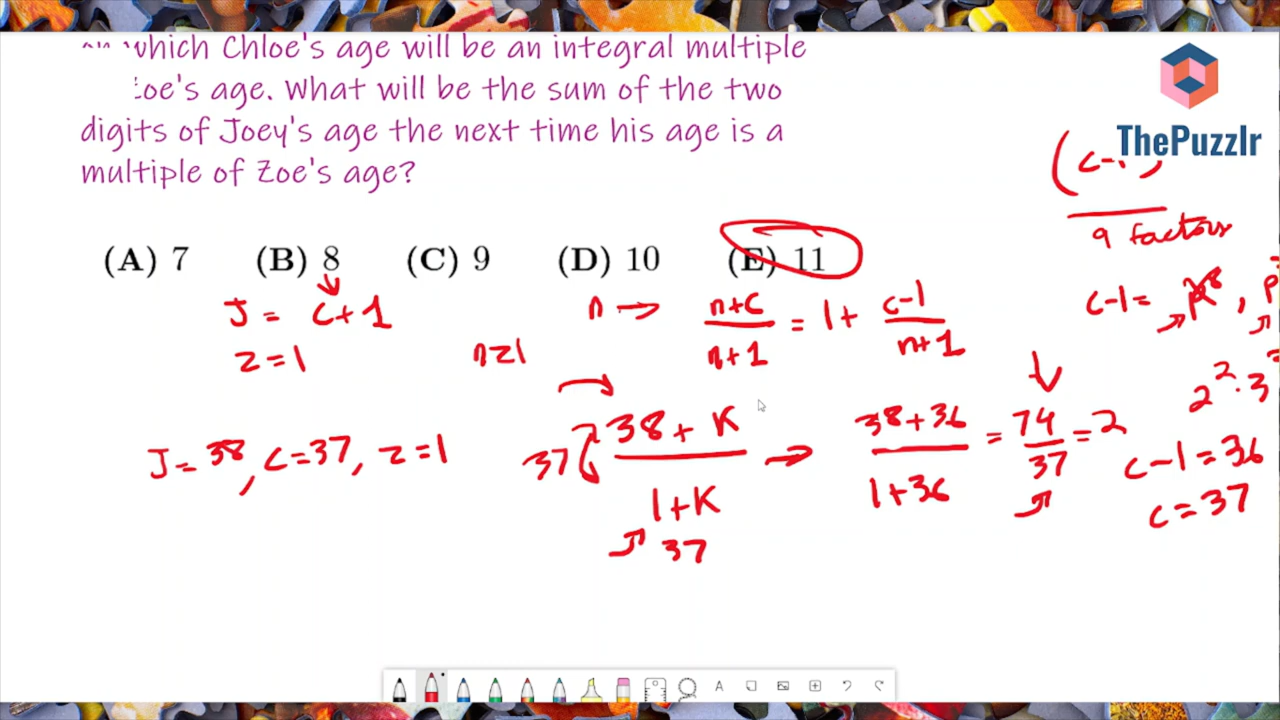 which Chloe's age will be an integral multiple
oe's age. What will be the sum of the two
digits of Joey's age the next time his age is a
multiple of Zoe's age?
ThePuzzlr
(c-1)
9 factors
(A) 7 (B) 8 (C) 9 (D) 10 (E) 11
J = c+1
z = 1
n=1
n → n+c/n+1 = 1 + c-1/n+1
c-1 =
2² · 3
J = 38, c = 37, z = 1
37 38 + K / 1 + K → 38+36 / 1+36 = 74/37 = 2
37
c-1 = 36
c = 37
A